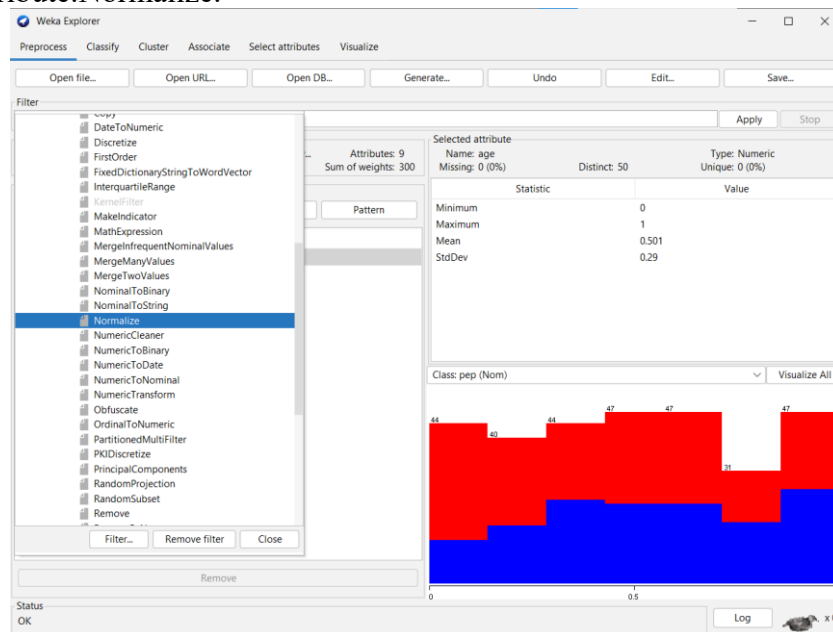 ribute.Normalize.
Weka Explorer
Preprocess Classify Cluster Associate Select attributes Visualize
Open file... Open URL... Open DB... Generate... Undo Edit... Save...
Filter
Copy
DateToNumeric
Discretize
FirstOrder
FixedDictionaryStringToWordVector
InterquartileRange
KernelFilter
MakeIndicator
MathExpression
MergeInfrequentNominalValues
MergeManyValues
MergeTwoValues
NominalToBinary
NominalToString
Normalize
NumericCleaner
NumericToBinary
NumericToDate
NumericToNominal
NumericTransform
Obfuscate
OrdinalToNumeric
PartitionedMultiFilter
PKIDiscretize
PrincipalComponents
RandomProjection
RandomSubset
Remove
Filter... Remove filter Close
Apply Stop
Attributes: 9
Sum of weights: 300
Pattern
Remove
Selected attribute
Name: age Type: Numeric
Missing: 0 (0%) Distinct: 50 Unique: 0 (0%)
Statistic Value
Minimum 0
Maximum 1
Mean 0.501
StdDev 0.29
Class: pep (Nom) Visualize All
44 40 44 47 47 31 47
0 0.5
Status
OK
Log x